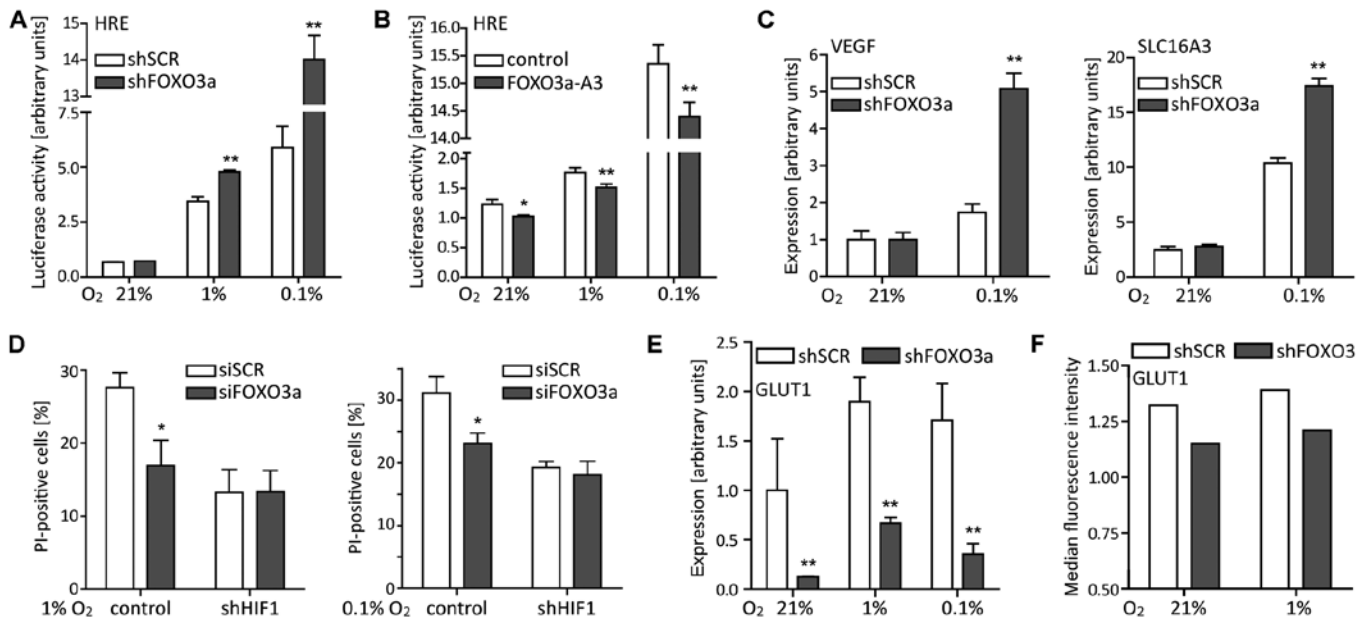 A
HRE
shSCR
shFOXO3a
Luciferase activity [arbitrary units]
15
14
13
7.5
5.0
2.5
0.0
**
**
O2 21% 1% 0.1%
B
HRE
control
FOXO3a-A3
Luciferase activity [arbitrary units]
16.0
15.5
15.0
14.5
2.0
1.5
1.0
0.5
0.0
*
**
**
O2 21% 1% 0.1%
C
VEGF
shSCR
shFOXO3a
Expression [arbitrary units]
8
6
4
2
1
0
**
O2 21% 0.1%
SLC16A3
shSCR
shFOXO3a
Expression [arbitrary units]
20
15
10
5
0
**
O2 21% 0.1%
D
siSCR
siFOXO3a
PI-positive cells [%]
30
20
10
0
*
1% O2 control shHIF1
siSCR
siFOXO3a
PI-positive cells [%]
30
20
10
0
*
0.1% O2 control shHIF1
E
shSCR shFOXO3a
GLUT1
Expression [arbitrary units]
2.5
2.0
1.5
1.0
0.5
0.0
**
**
**
O2 21% 1% 0.1%
F
shSCR shFOXO3
GLUT1
Median fluorescence intensity
1.50
1.25
1.00
1.25
0.50
O2 21% 1%